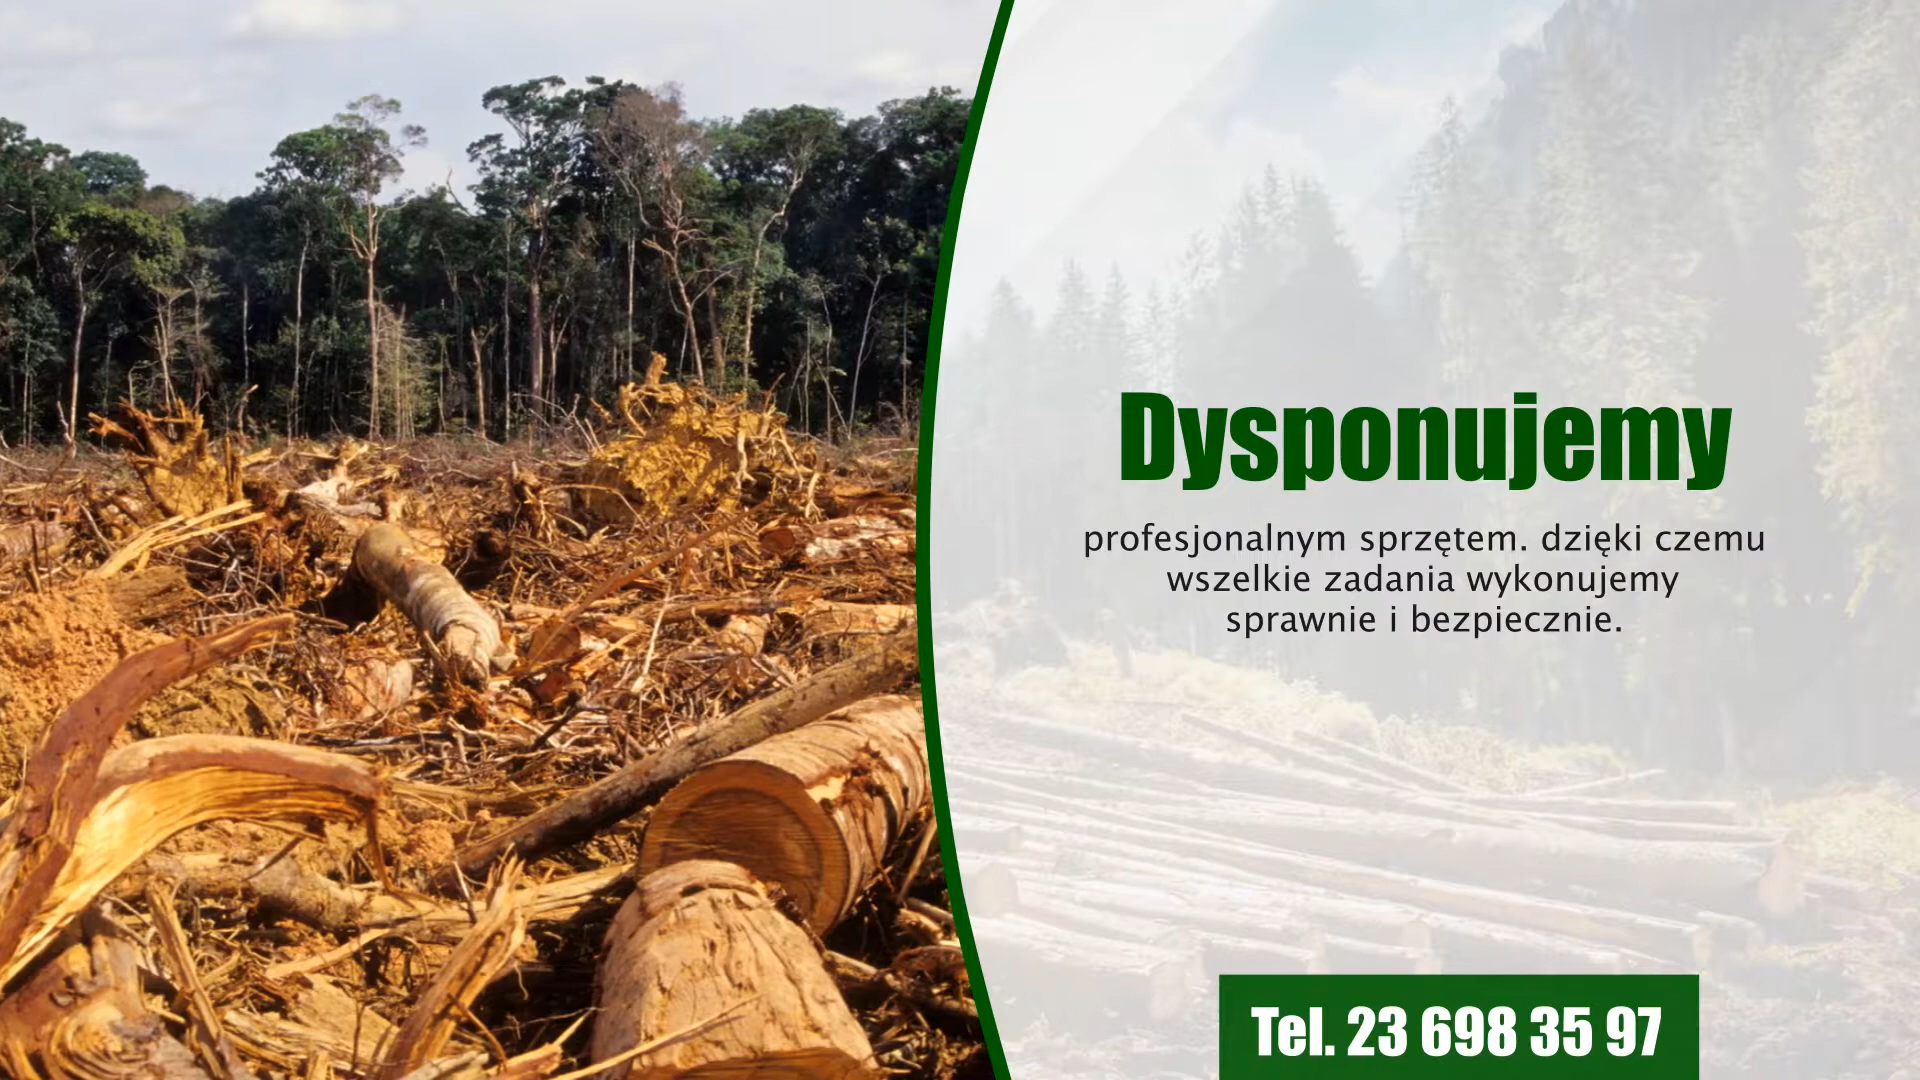 Dysponujemy
profesjonalnym sprzętem. dzięki czemu
wszelkie zadania wykonujemy
sprawnie i bezpiecznie.
Tel. 23 698 35 97